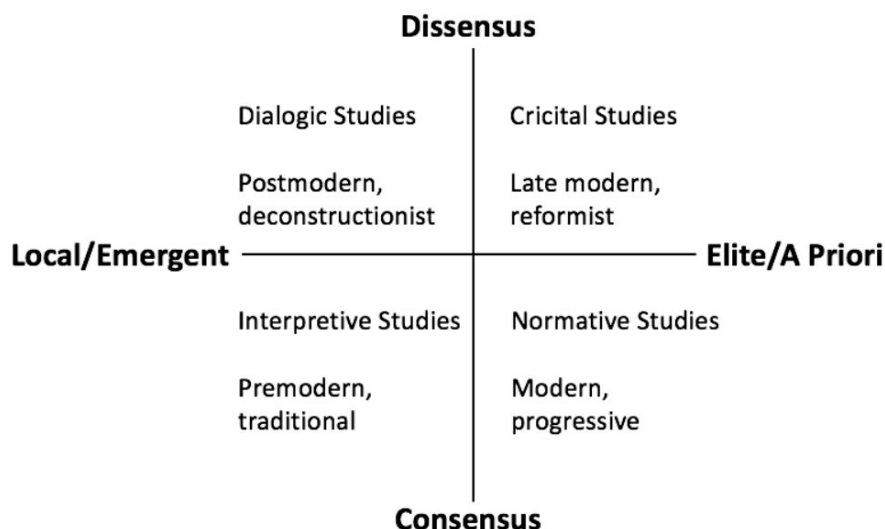 Dissensus
Dialogic Studies
Cricital Studies
Postmodern,
deconstructionist
Late modern,
reformist
Local/Emergent
Elite/A Priori
Interpretive Studies
Normative Studies
Premodern,
traditional
Modern,
progressive
Consensus